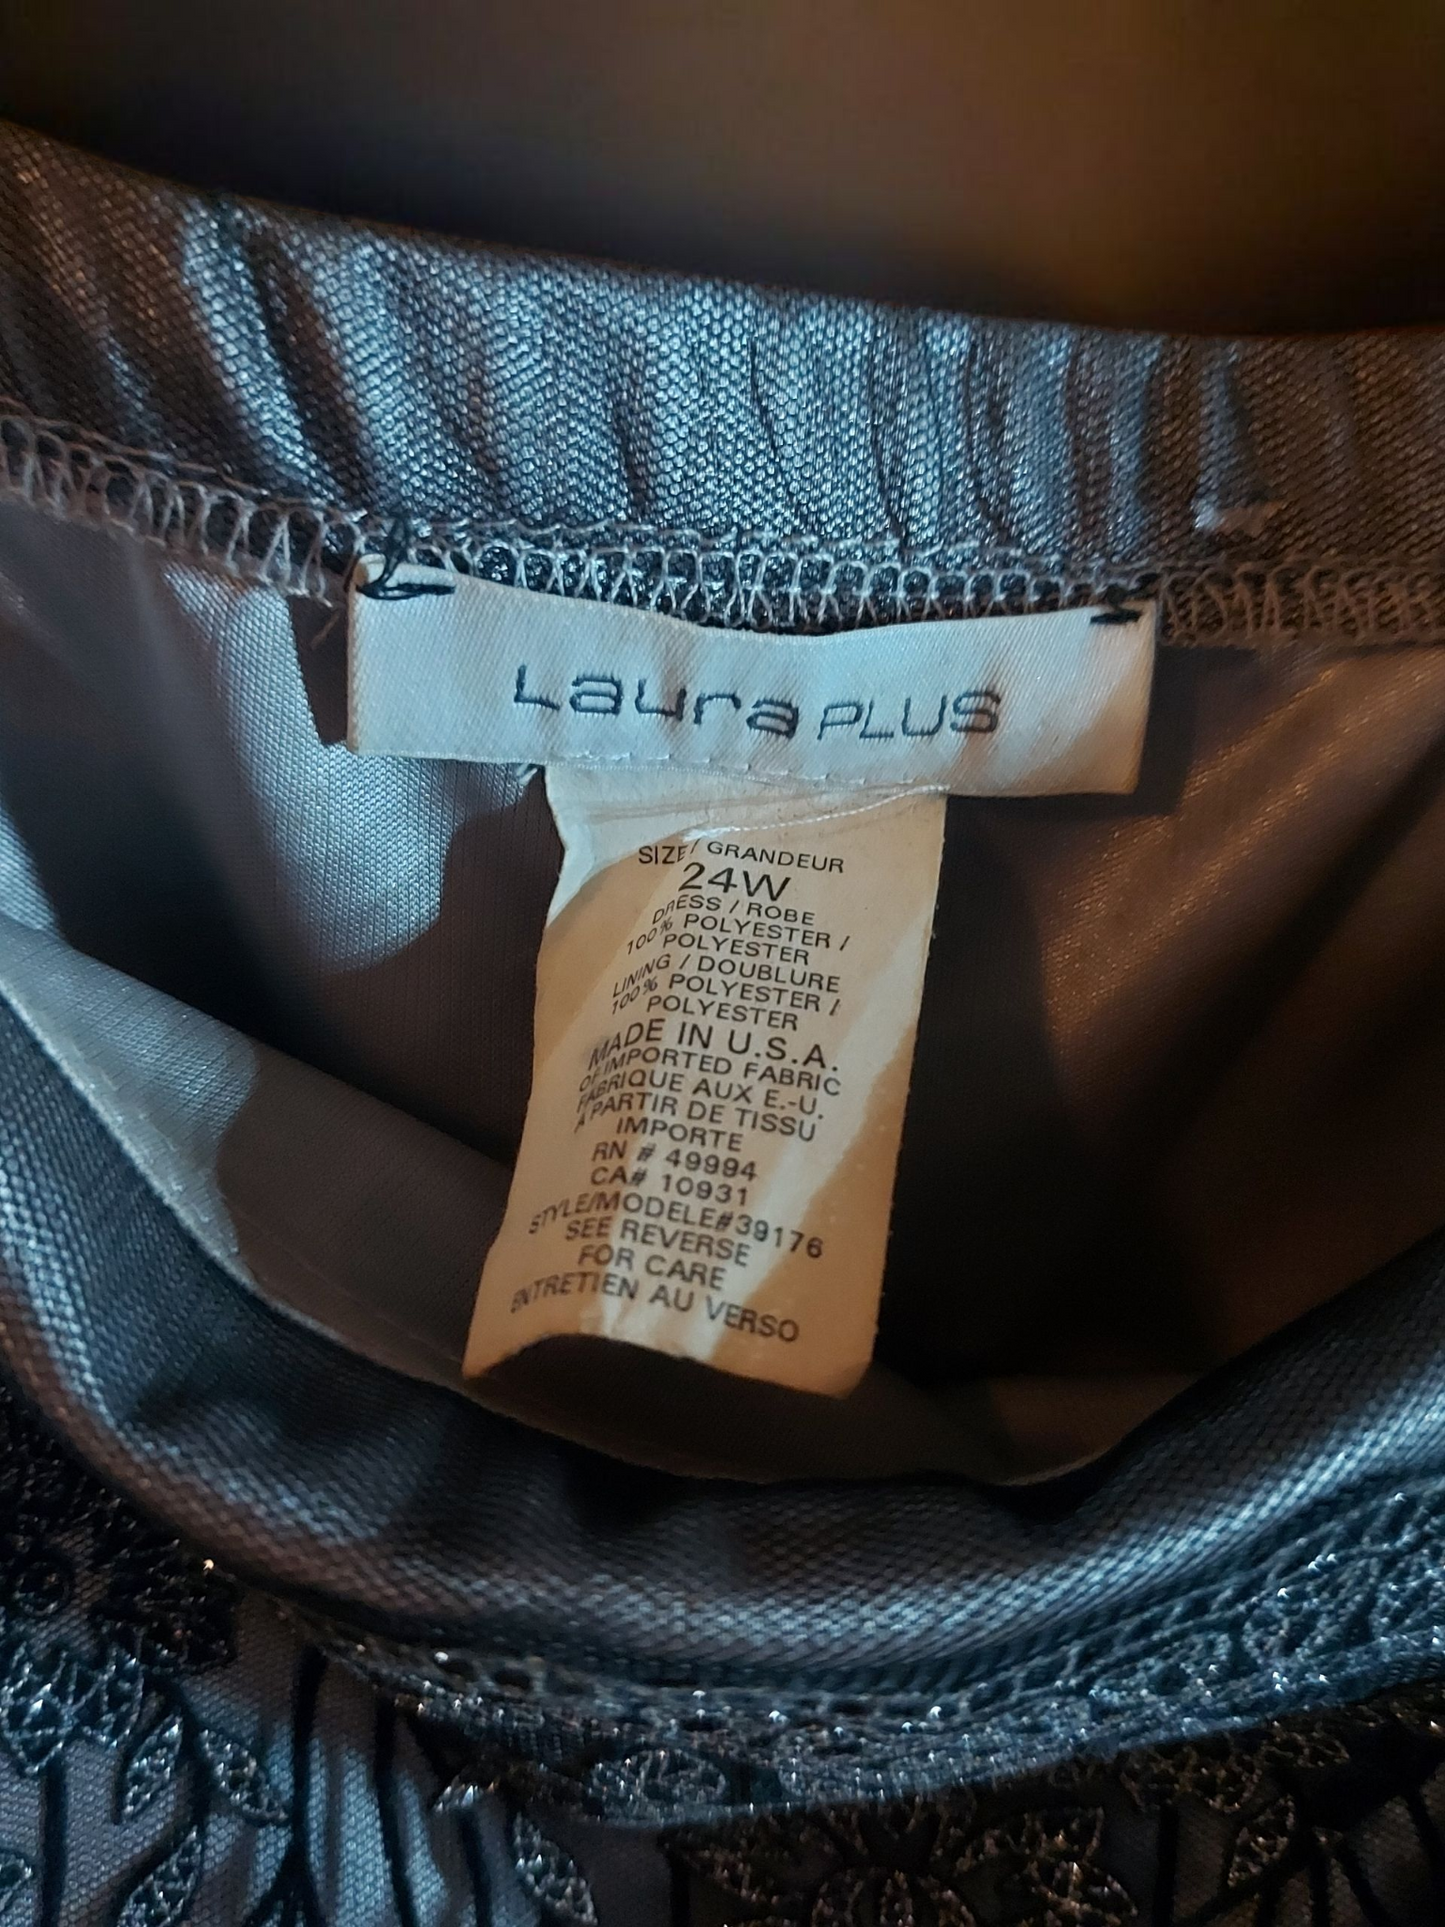 Laura PLUS
SIZE / GRANDEUR
24W
DRESS / ROBE
100% POLYESTER /
POLYESTER
LINING / DOUBLURE
100% POLYESTER /
POLYESTER
MADE IN U.S.A.
OF IMPORTED FABRIC
FABRIQUE AUX E.-U.
A PARTIR DE TISSU
IMPORTE
RN # 49994
CA# 10931
STYLE/MODELE#39176
SEE REVERSE
FOR CARE
ENTRETIEN AU VERSO